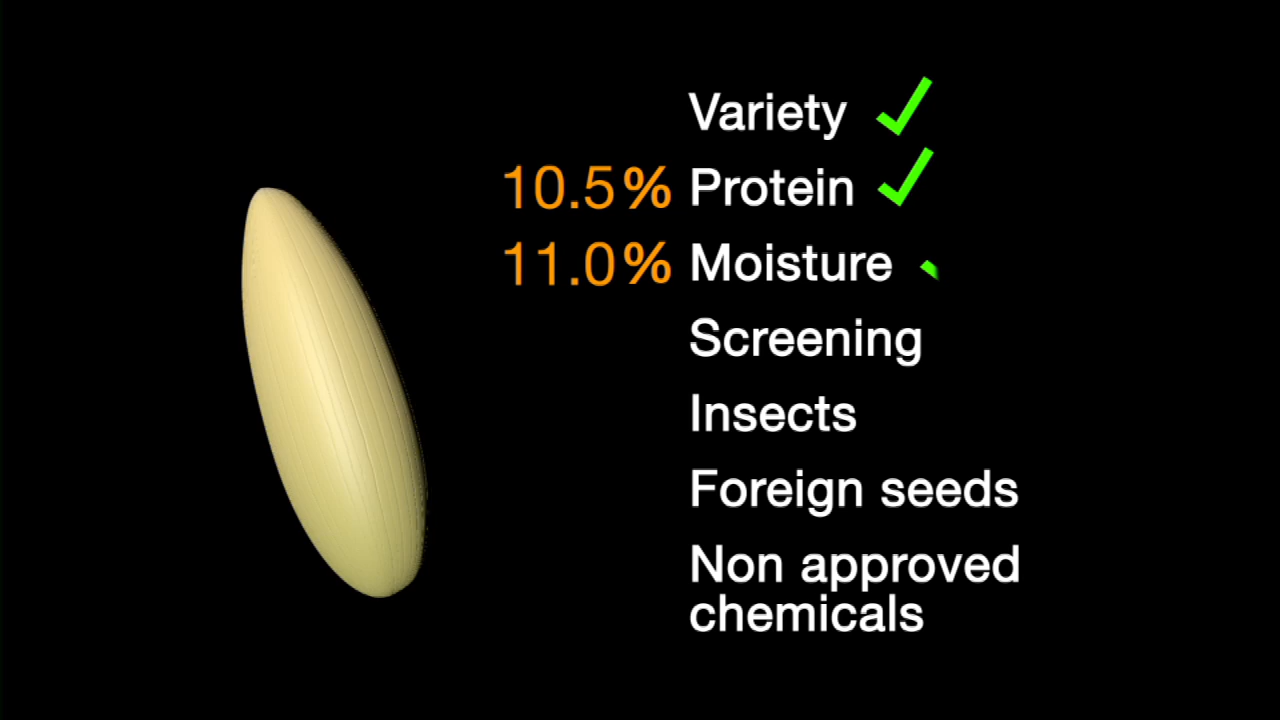 Variety
10.5% Protein
11.0% Moisture
Screening
Insects
Foreign seeds
Non approved
chemicals